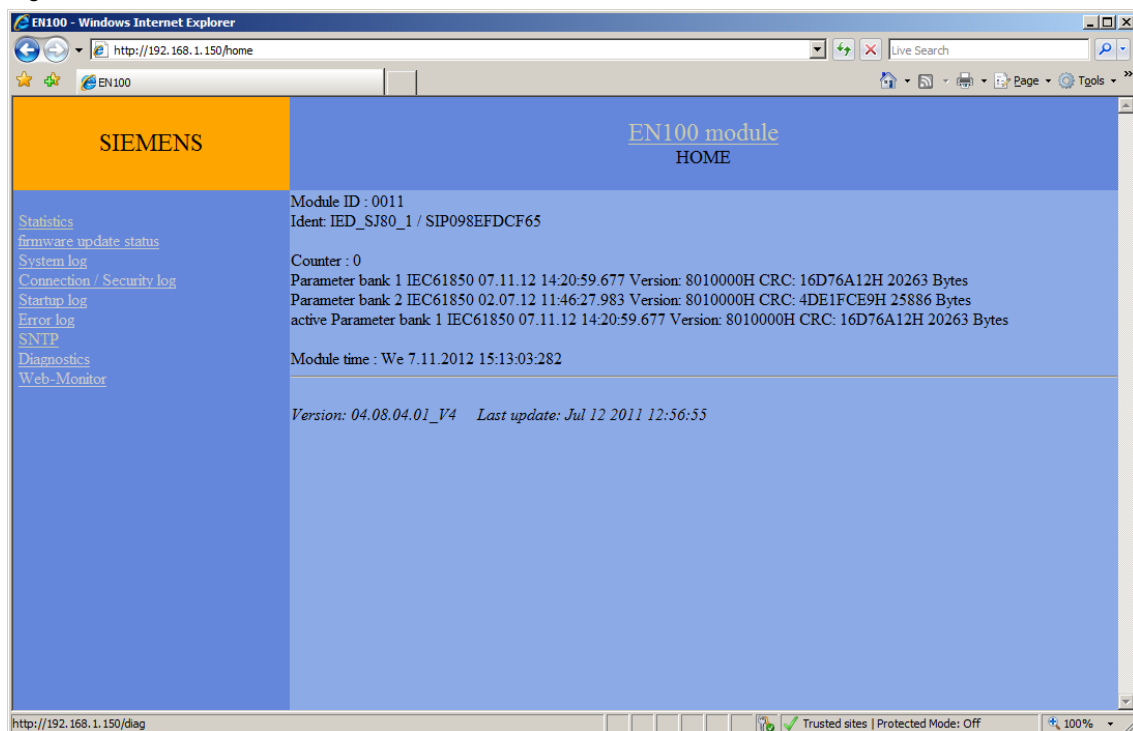 EN100 - Windows Internet Explorer
http://192.168.1.150/home
Live Search
EN100
Page
Tools
SIEMENS
EN100 module
HOME
Statistics
firmware update status
System log
Connection / Security log
Startup log
Error log
SNTP
Diagnostics
Web-Monitor
Module ID : 0011
Ident: IED_SJ80_1 / SIP098EFDCF65
Counter : 0
Parameter bank 1 IEC61850 07.11.12 14:20:59.677 Version: 8010000H CRC: 16D76A12H 20263 Bytes
Parameter bank 2 IEC61850 02.07.12 11:46:27.983 Version: 8010000H CRC: 4DE1FCE9H 25886 Bytes
active Parameter bank 1 IEC61850 07.11.12 14:20:59.677 Version: 8010000H CRC: 16D76A12H 20263 Bytes
Module time : We 7.11.2012 15:13:03:282
Version: 04.08.04.01_V4 Last update: Jul 12 2011 12:56:55
http://192.168.1.150/diag
Trusted sites | Protected Mode: Off
100%